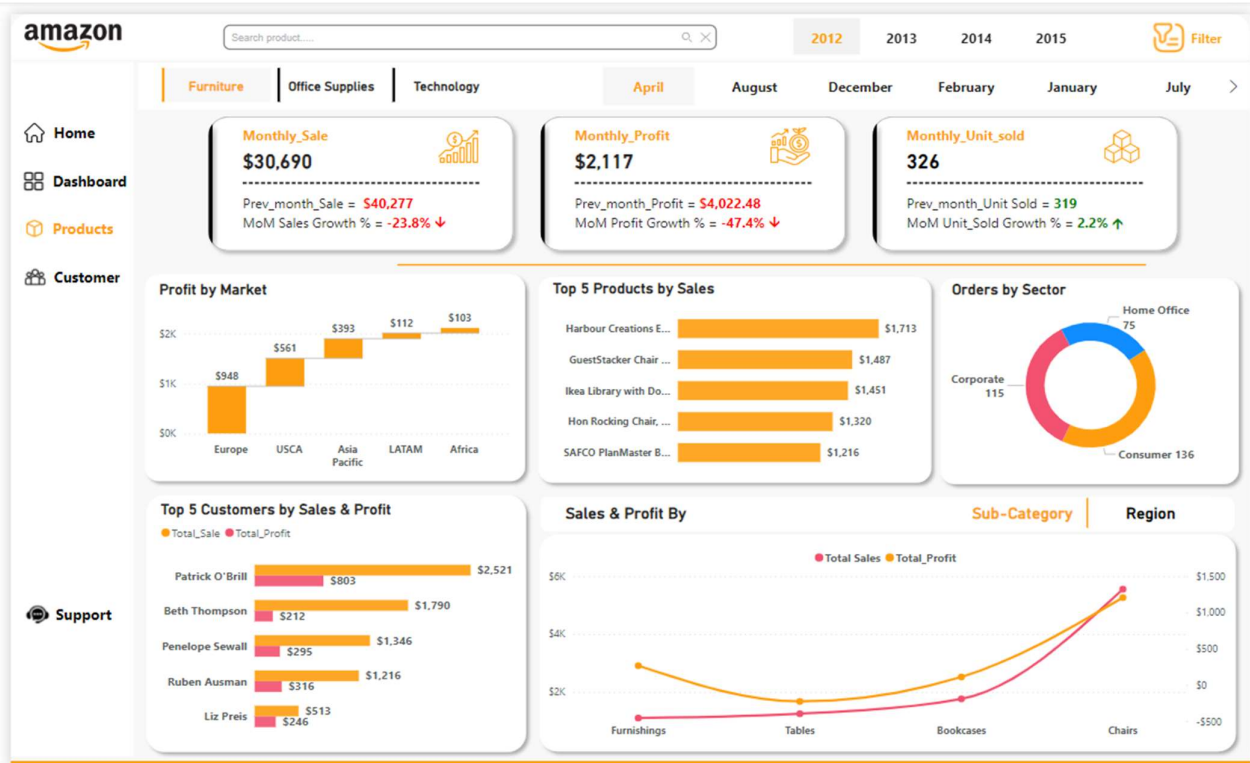 amazon
Search product.....
2012 2013 2014 2015
Filter
Furniture Office Supplies Technology
April August December February January July
Home
Dashboard
Products
Customer
Support
Monthly_Sale
$30,690
Prev_month_Sale = $40,277
MoM Sales Growth % = -23.8%
Monthly_Profit
$2,117
Prev_month_Profit = $4,022.48
MoM Profit Growth % = -47.4%
Monthly_Unit_sold
326
Prev_month_Unit Sold = 319
MoM Unit_Sold Growth % = 2.2%
Profit by Market
$2K
$1K
$0K
$948
$561
$393
$112
$103
Europe USCA Asia Pacific LATAM Africa
Top 5 Products by Sales
Harbour Creations E... $1,713
GuestStacker Chair ... $1,487
Ikea Library with Do... $1,451
Hon Rocking Chair, ... $1,320
SAFCO PlanMaster B... $1,216
Orders by Sector
Home Office
75
Corporate
115
Consumer 136
Top 5 Customers by Sales & Profit
Total_Sale Total_Profit
Patrick O'Brill $2,521
$803
Beth Thompson $1,790
$212
Penelope Sewall $1,346
$295
Ruben Ausman $1,216
$316
Liz Preis $513
$246
Sales & Profit By
Sub-Category Region
Total Sales Total_Profit
$6K
$4K
$2K
$1,500
$1,000
$500
$0
-$500
Furnishings Tables Bookcases Chairs